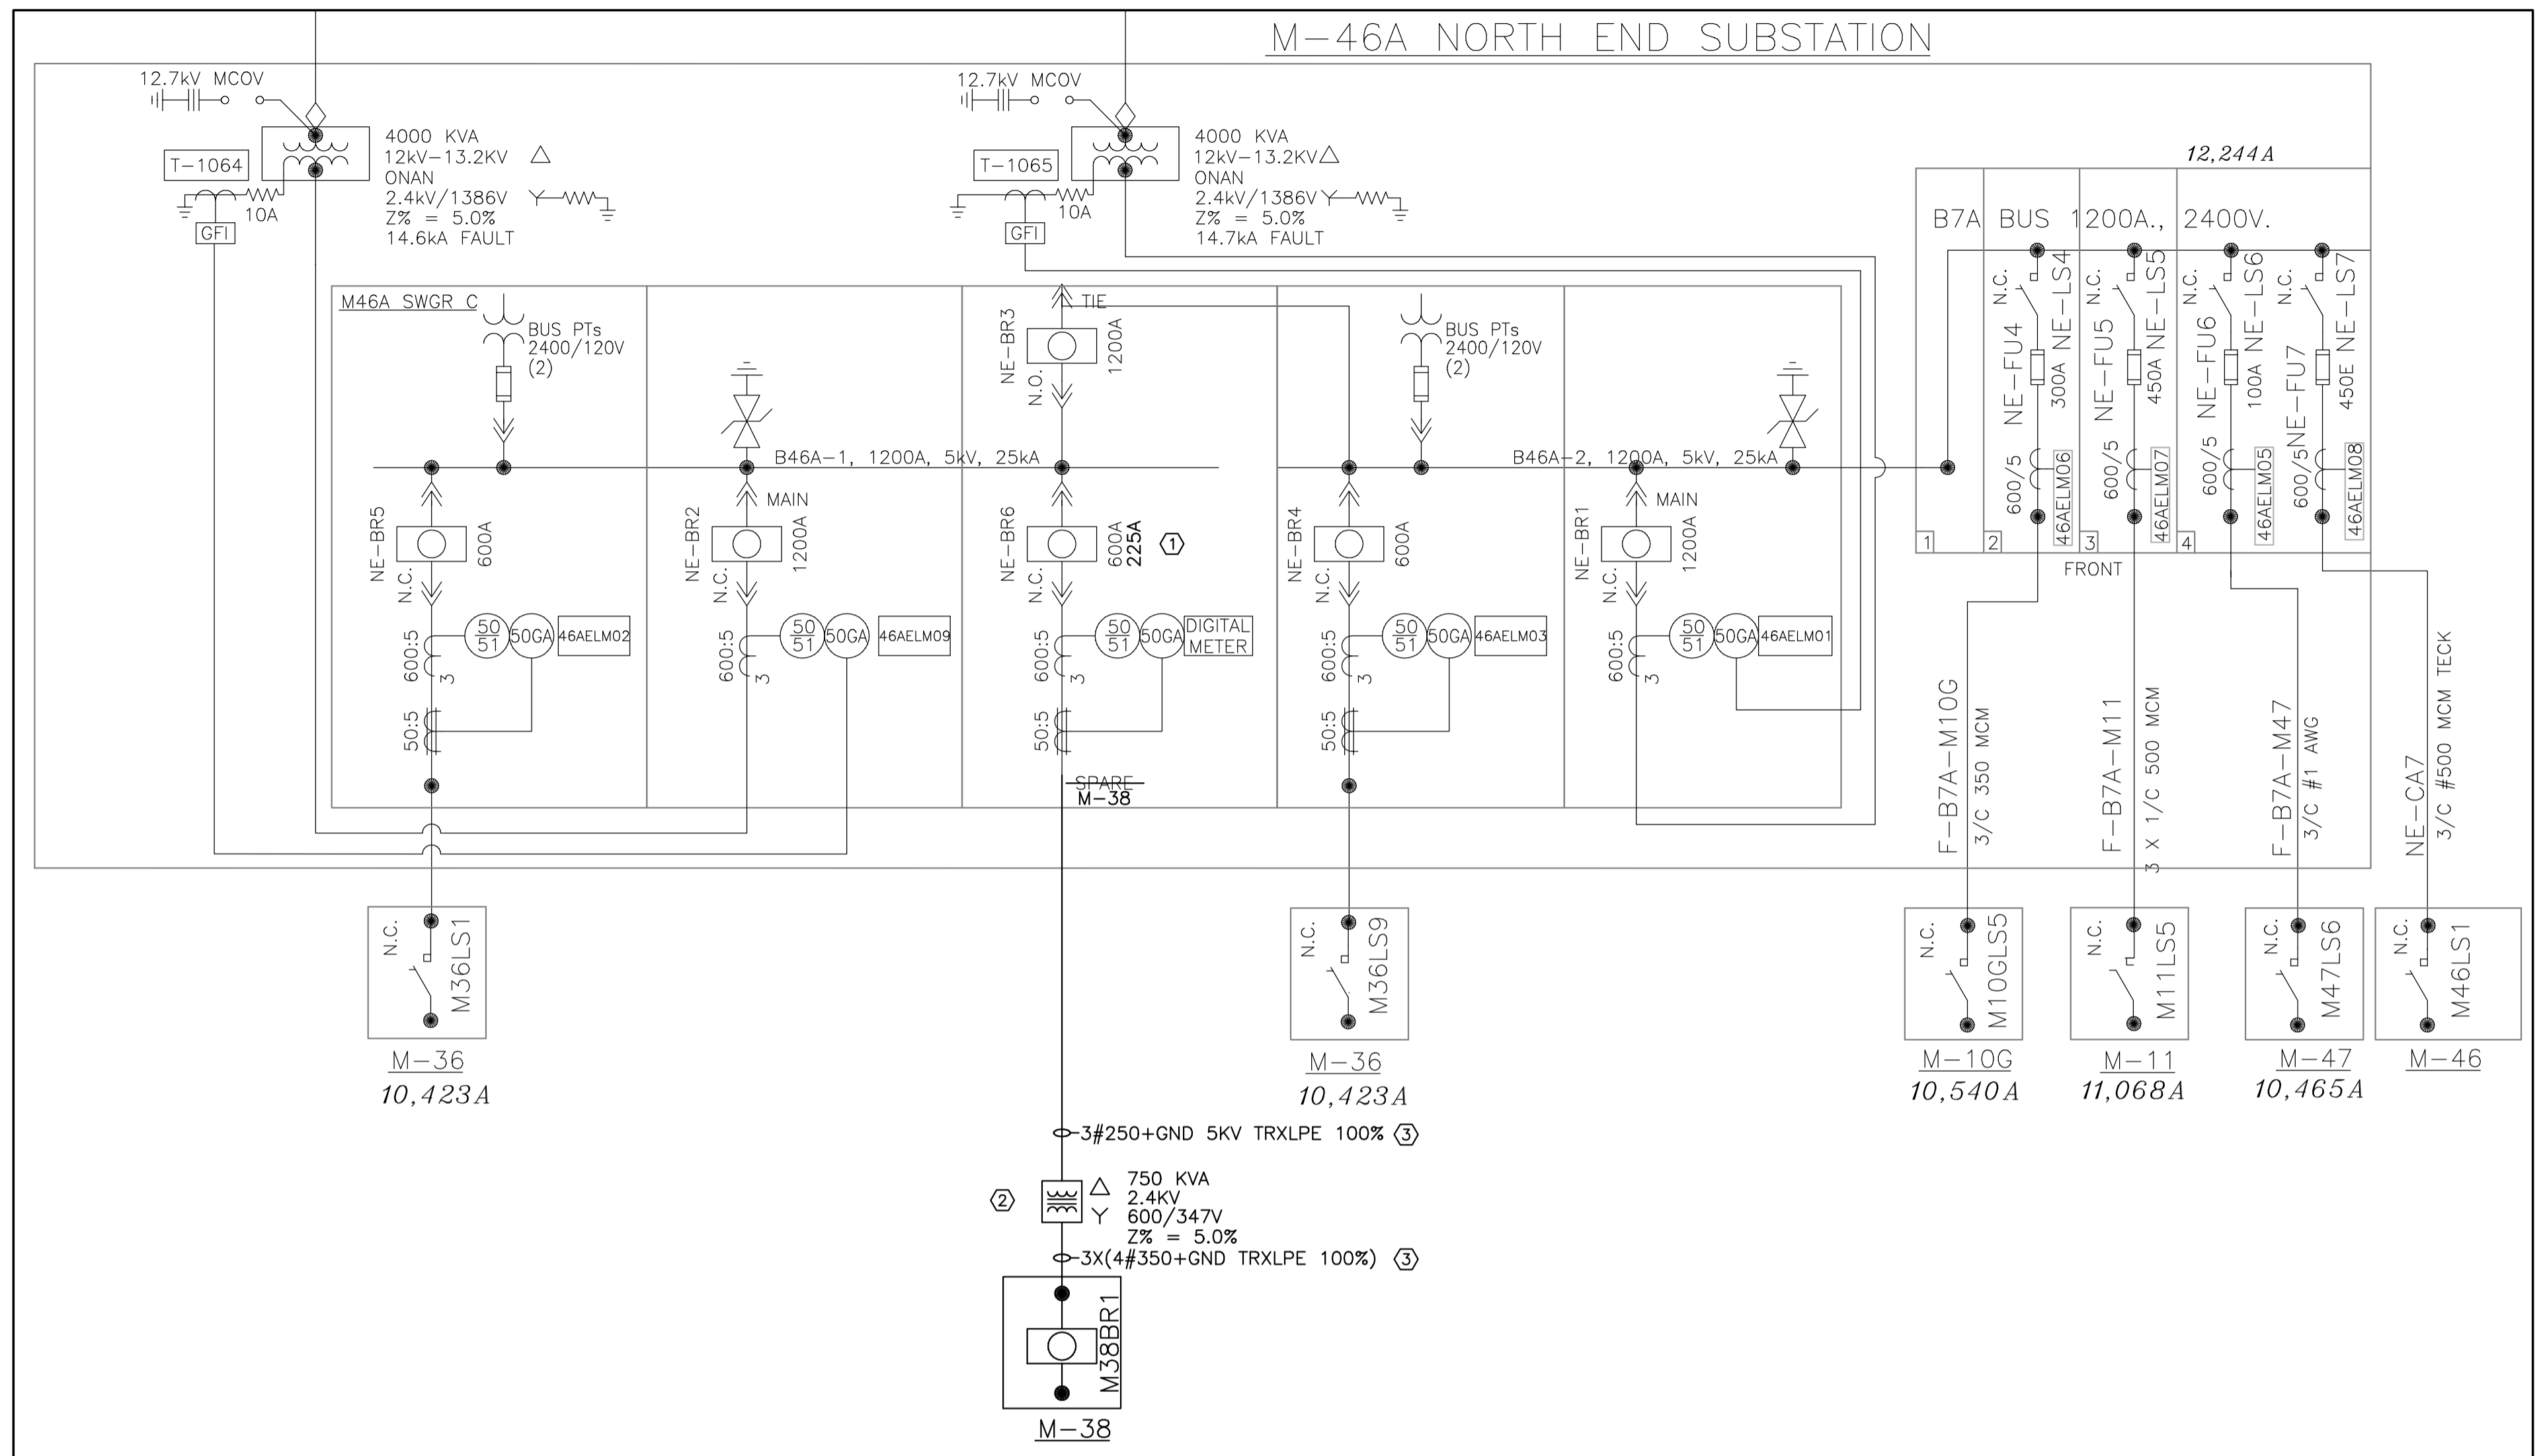 M-46A NORTH END SUBSTATION
12.7kV MCOV
T-1064
10A
GFI
4000 KVA
12kV-13.2KV
ONAN
2.4kV/1386V
Z% = 5.0%
14.6kA FAULT
12.7kV MCOV
T-1065
10A
GFI
4000 KVA
12kV-13.2KV
ONAN
2.4kV/1386V
Z% = 5.0%
14.7kA FAULT
12,244A
B7A BUS 1200A., 2400V.
N.C.
NE-LS4
NE-FU4
300A
600/5
46AELM06
N.C.
NE-LS5
NE-FU5
450A
600/5
46AELM07
N.C.
NE-LS6
NE-FU6
100A
600/5
46AELM05
N.C.
NE-LS7
NE-FU7
450E
600/5
46AELM08
1
2
3
4
FRONT
M46A SWGR C
BUS PTs
2400/120V
(2)
TIE
NE-BR3
1200A
N.O.
BUS PTs
2400/120V
(2)
B46A-1, 1200A, 5kV, 25kA
B46A-2, 1200A, 5kV, 25kA
NE-BR5
600A
N.C.
600:5
3
50
51
50GA
46AELM02
50:5
MAIN
NE-BR2
1200A
N.C.
600:5
3
50
51
50GA
46AELM09
NE-BR6
600A
225A
1
N.C.
600:5
3
50
51
50GA
DIGITAL
METER
50:5
SPARE
M-38
NE-BR4
600A
N.C.
600:5
3
50
51
50GA
46AELM03
50:5
MAIN
NE-BR1
1200A
N.C.
600:5
3
50
51
50GA
46AELM01
F-B7A-M10G
3/C 350 MCM
F-B7A-M11
3 X 1/C 500 MCM
F-B7A-M47
3/C #1 AWG
NE-CA7
3/C #500 MCM TECK
N.C.
M36LS1
M-36
10,423A
N.C.
M36LS9
M-36
10,423A
N.C.
M10GLS5
M-10G
10,540A
N.C.
M11LS5
M-11
11,068A
N.C.
M47LS6
M-47
10,465A
N.C.
M46LS1
M-46
3#250+GND 5KV TRXLPE 100% 3
2
750 KVA
2.4KV
600/347V
Z% = 5.0%
3X(4#350+GND TRXLPE 100%) 3
M38BR1
M-38